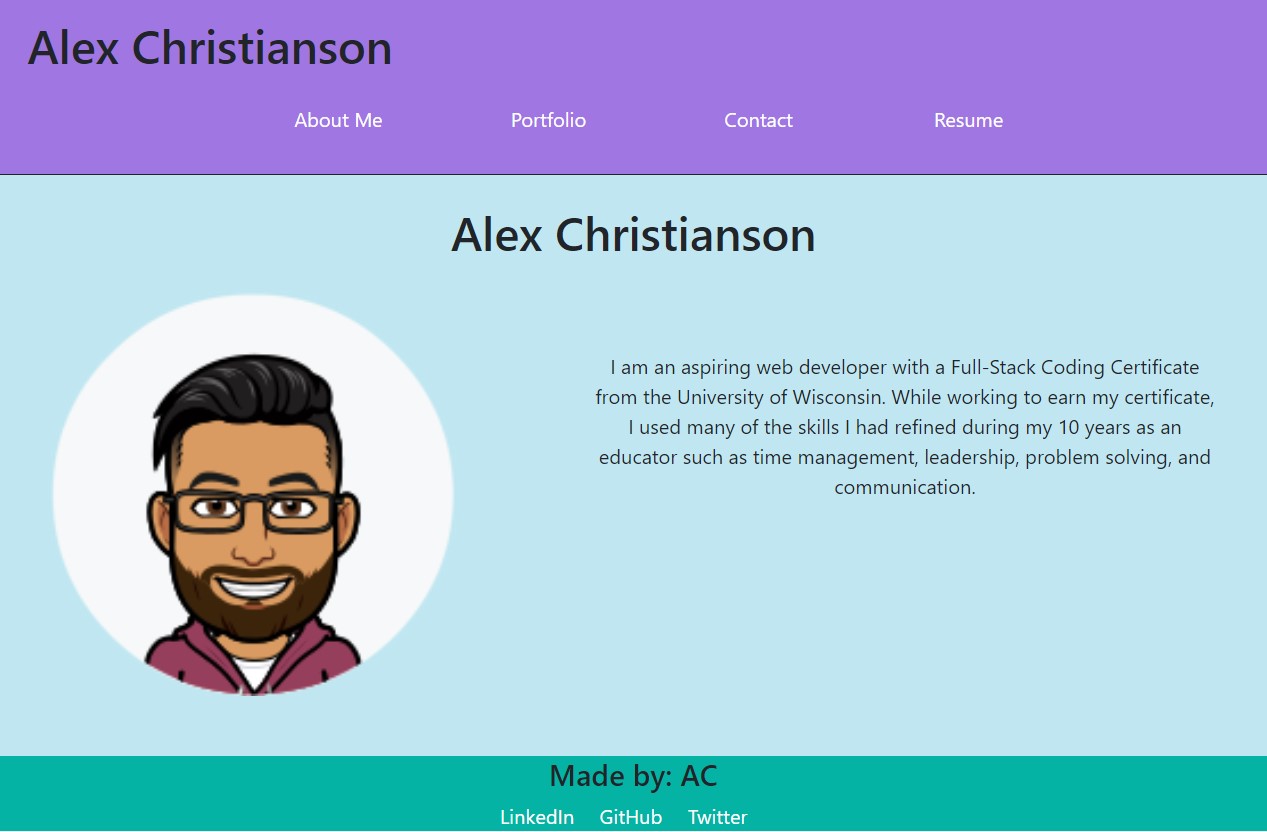 Alex Christianson
About Me Portfolio Contact Resume
Alex Christianson
I am an aspiring web developer with a Full-Stack Coding Certificate
from the University of Wisconsin. While working to earn my certificate,
I used many of the skills I had refined during my 10 years as an
educator such as time management, leadership, problem solving, and
communication.
Made by: AC
LinkedIn GitHub Twitter